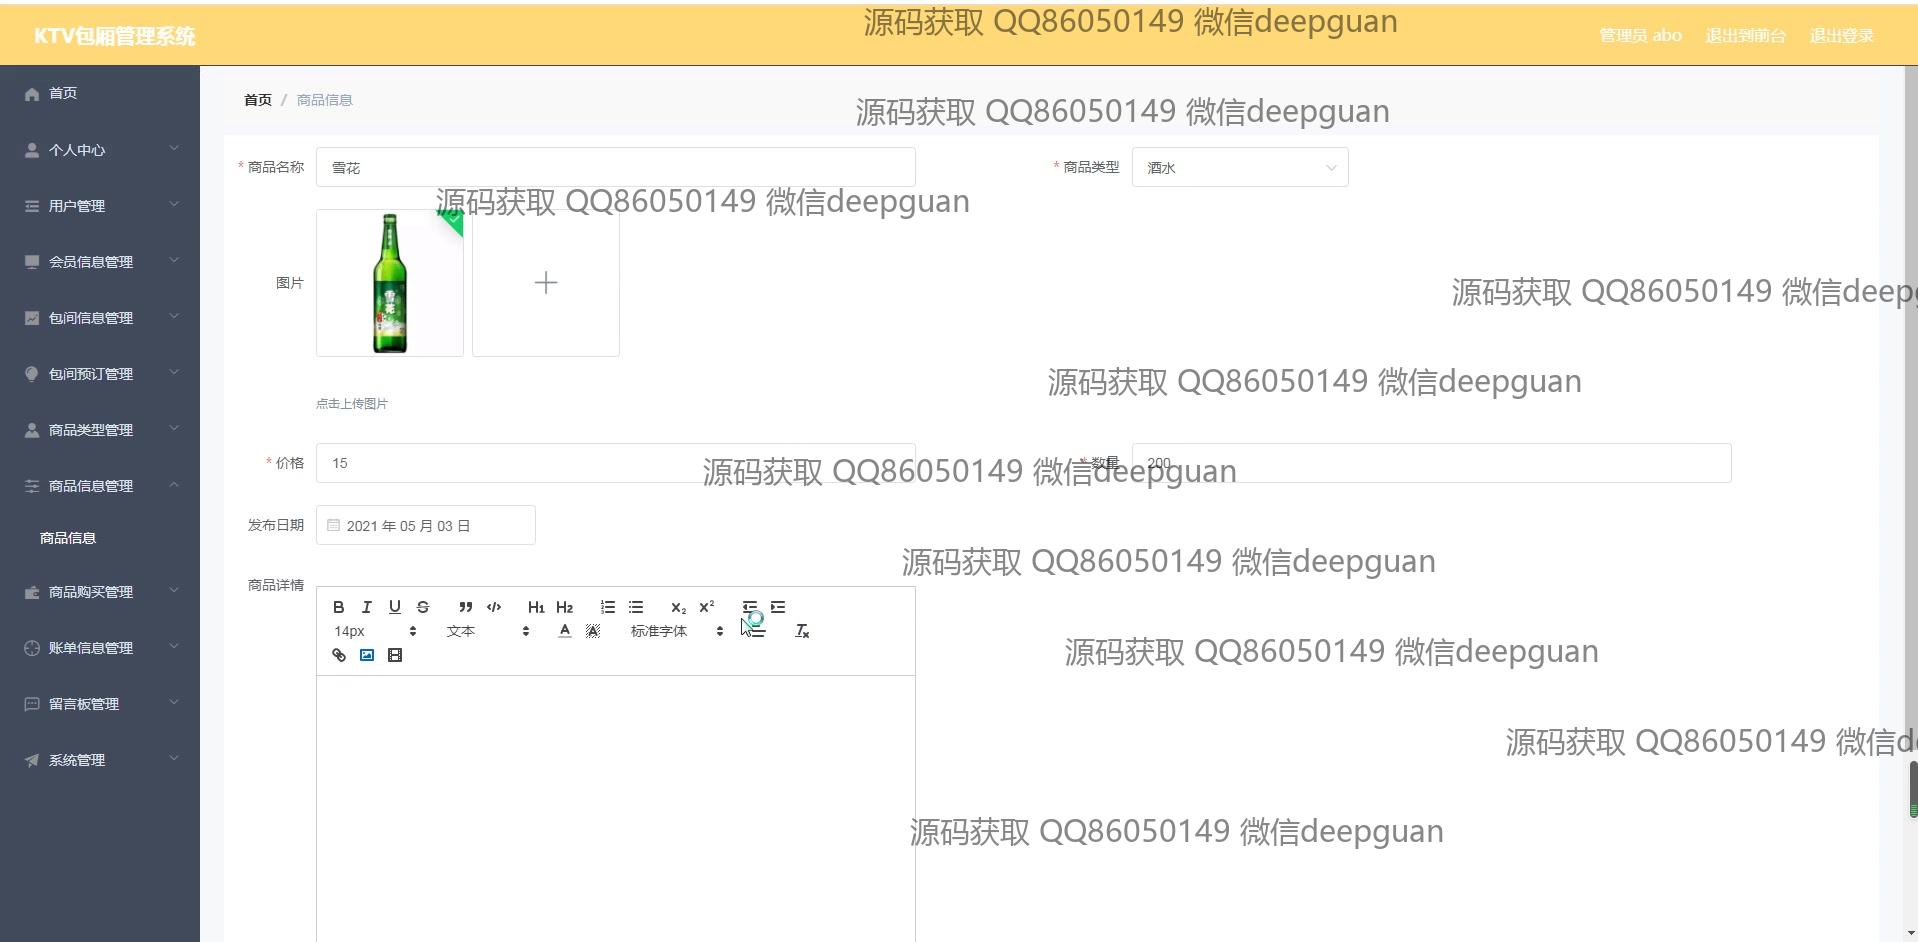 源码获取 QQ86050149 微信deepguan
KTV包厢管理系统
管理员 abo 退出到前台 退出登录
首页
首页 / 商品信息
源码获取 QQ86050149 微信deepguan
个人中心
* 商品名称 雪花 * 商品类型 酒水
源码获取 QQ86050149 微信deepguan
用户管理
会员信息管理
图片
雪花
源码获取 QQ86050149 微信deep
包间信息管理
包间预订管理
源码获取 QQ86050149 微信deepguan
点击上传图片
商品类型管理
* 价格 15 * 数量 200
源码获取 QQ86050149 微信deepguan
商品信息管理
发布日期 2021 年 05 月 03 日
商品信息
源码获取 QQ86050149 微信deepguan
商品详情
商品购买管理
B I U S H1 H2 X2 X2
14px 文本 A A 标准字体 Tx
账单信息管理
源码获取 QQ86050149 微信deepguan
留言板管理
源码获取 QQ86050149 微信d
系统管理
源码获取 QQ86050149 微信deepguan